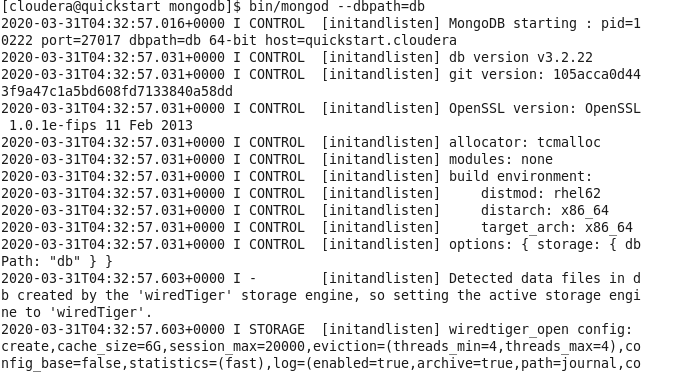 [cloudera@quickstart mongodb]$ bin/mongod --dbpath=db
2020-03-31T04:32:57.016+0000 I CONTROL  [initandlisten] MongoDB starting : pid=1
0222 port=27017 dbpath=db 64-bit host=quickstart.cloudera
2020-03-31T04:32:57.031+0000 I CONTROL  [initandlisten] db version v3.2.22
2020-03-31T04:32:57.031+0000 I CONTROL  [initandlisten] git version: 105acca0d44
3f9a47c1a5bd608fd7133840a58dd
2020-03-31T04:32:57.031+0000 I CONTROL  [initandlisten] OpenSSL version: OpenSSL
 1.0.1e-fips 11 Feb 2013
2020-03-31T04:32:57.031+0000 I CONTROL  [initandlisten] allocator: tcmalloc
2020-03-31T04:32:57.031+0000 I CONTROL  [initandlisten] modules: none
2020-03-31T04:32:57.031+0000 I CONTROL  [initandlisten] build environment:
2020-03-31T04:32:57.031+0000 I CONTROL  [initandlisten]     distmod: rhel62
2020-03-31T04:32:57.031+0000 I CONTROL  [initandlisten]     distarch: x86_64
2020-03-31T04:32:57.031+0000 I CONTROL  [initandlisten]     target_arch: x86_64
2020-03-31T04:32:57.031+0000 I CONTROL  [initandlisten] options: { storage: { db
Path: "db" } }
2020-03-31T04:32:57.603+0000 I -        [initandlisten] Detected data files in d
b created by the 'wiredTiger' storage engine, so setting the active storage engi
ne to 'wiredTiger'.
2020-03-31T04:32:57.603+0000 I STORAGE  [initandlisten] wiredtiger_open config:
create,cache_size=6G,session_max=20000,eviction=(threads_min=4,threads_max=4),co
nfig_base=false,statistics=(fast),log=(enabled=true,archive=true,path=journal,co